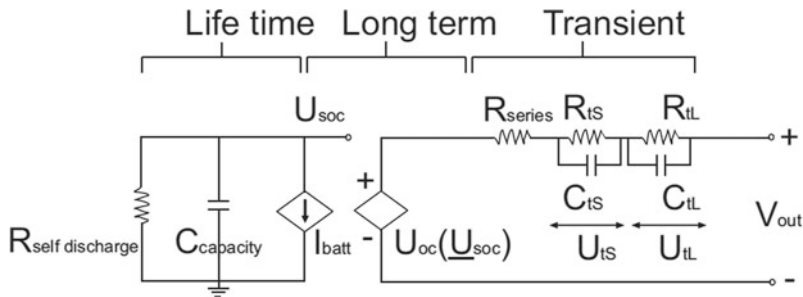 Life time Long term Transient
Usoc Rseries RtS RtL
+ +
CtS CtL
Rself discharge Ccapacity Ibatt - Uoc(Usoc) Vout
UtS UtL
-